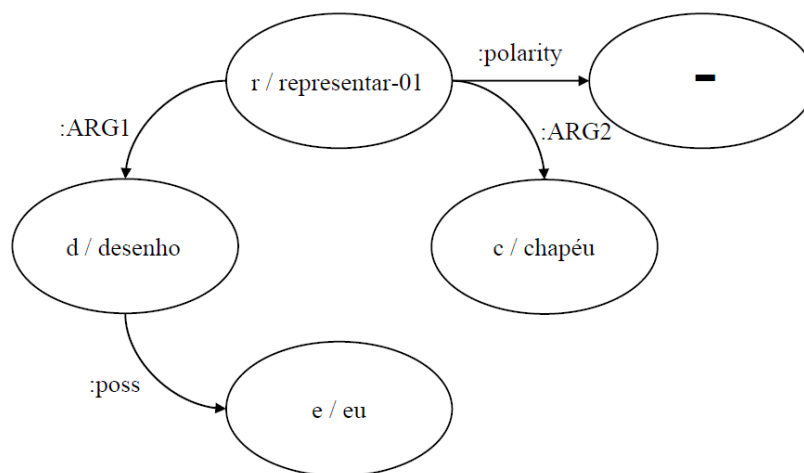 :polarity
r / representar-01
-
:ARG1
:ARG2
d / desenho
c / chapéu
:poss
e / eu